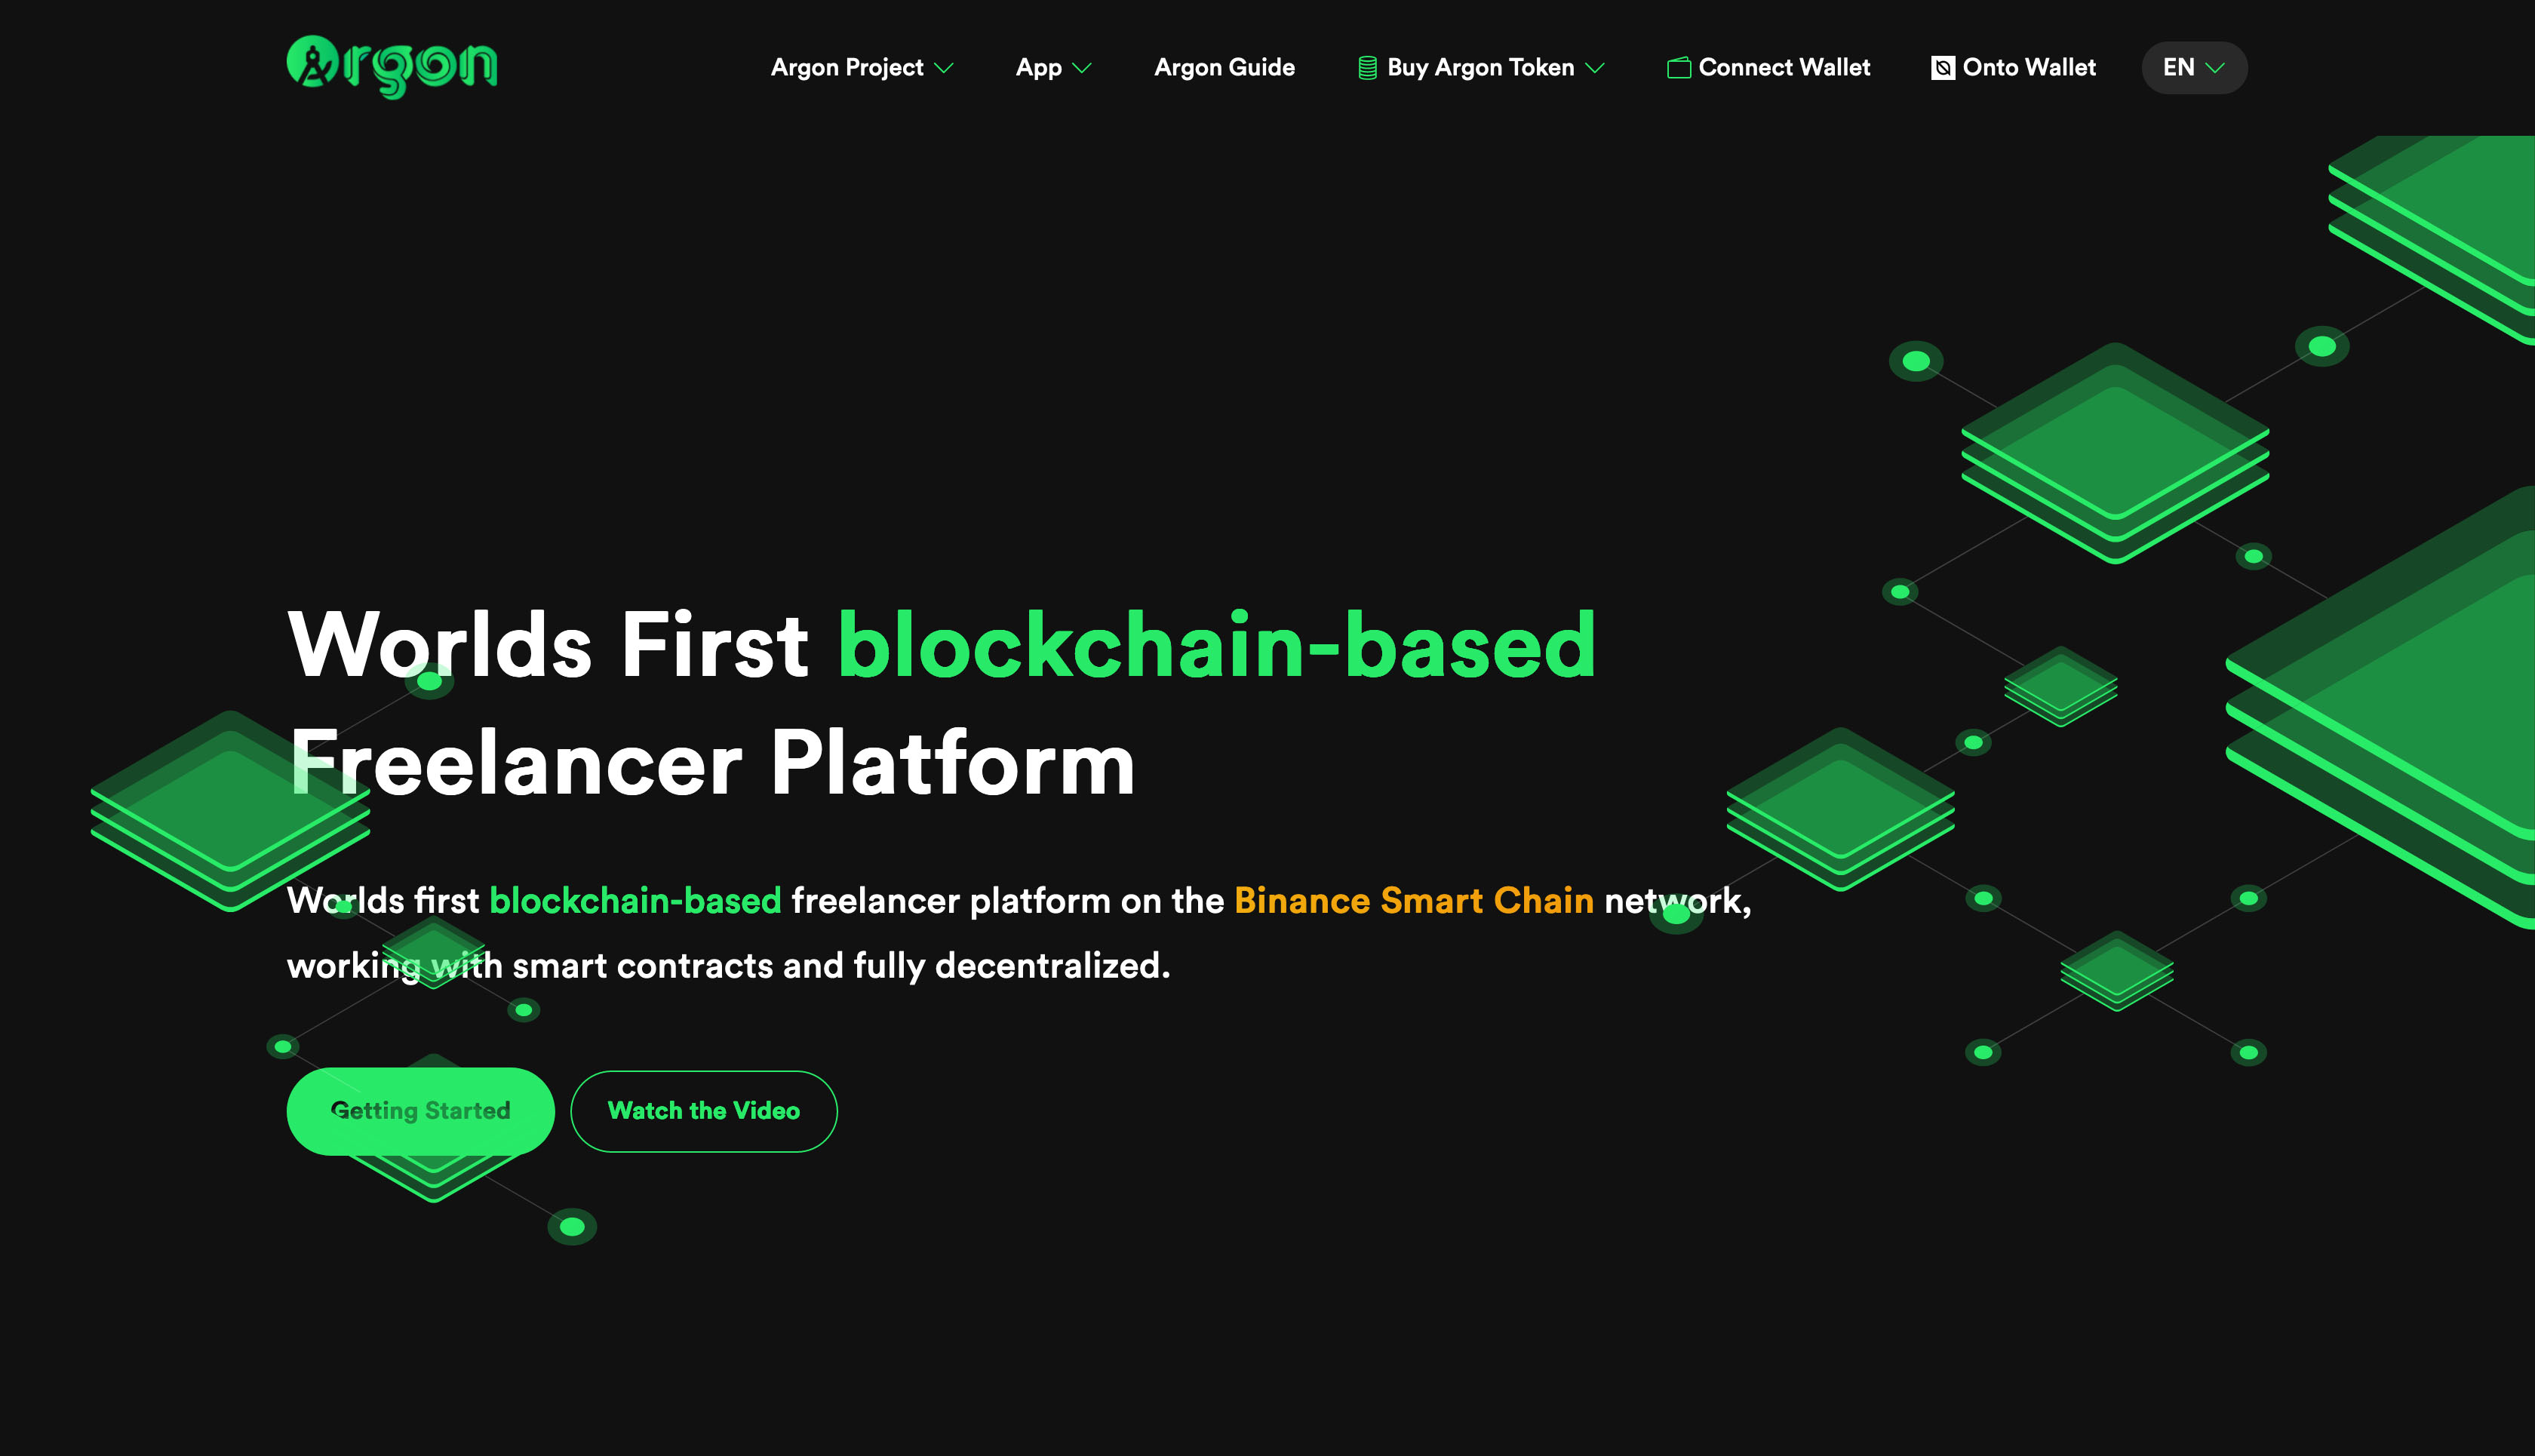 Argon
Argon Project
App
Argon Guide
Buy Argon Token
Connect Wallet
Onto Wallet
EN
Worlds First blockchain-based
Freelancer Platform
Worlds first blockchain-based freelancer platform on the Binance Smart Chain network,
working with smart contracts and fully decentralized.
Getting Started
Watch the Video